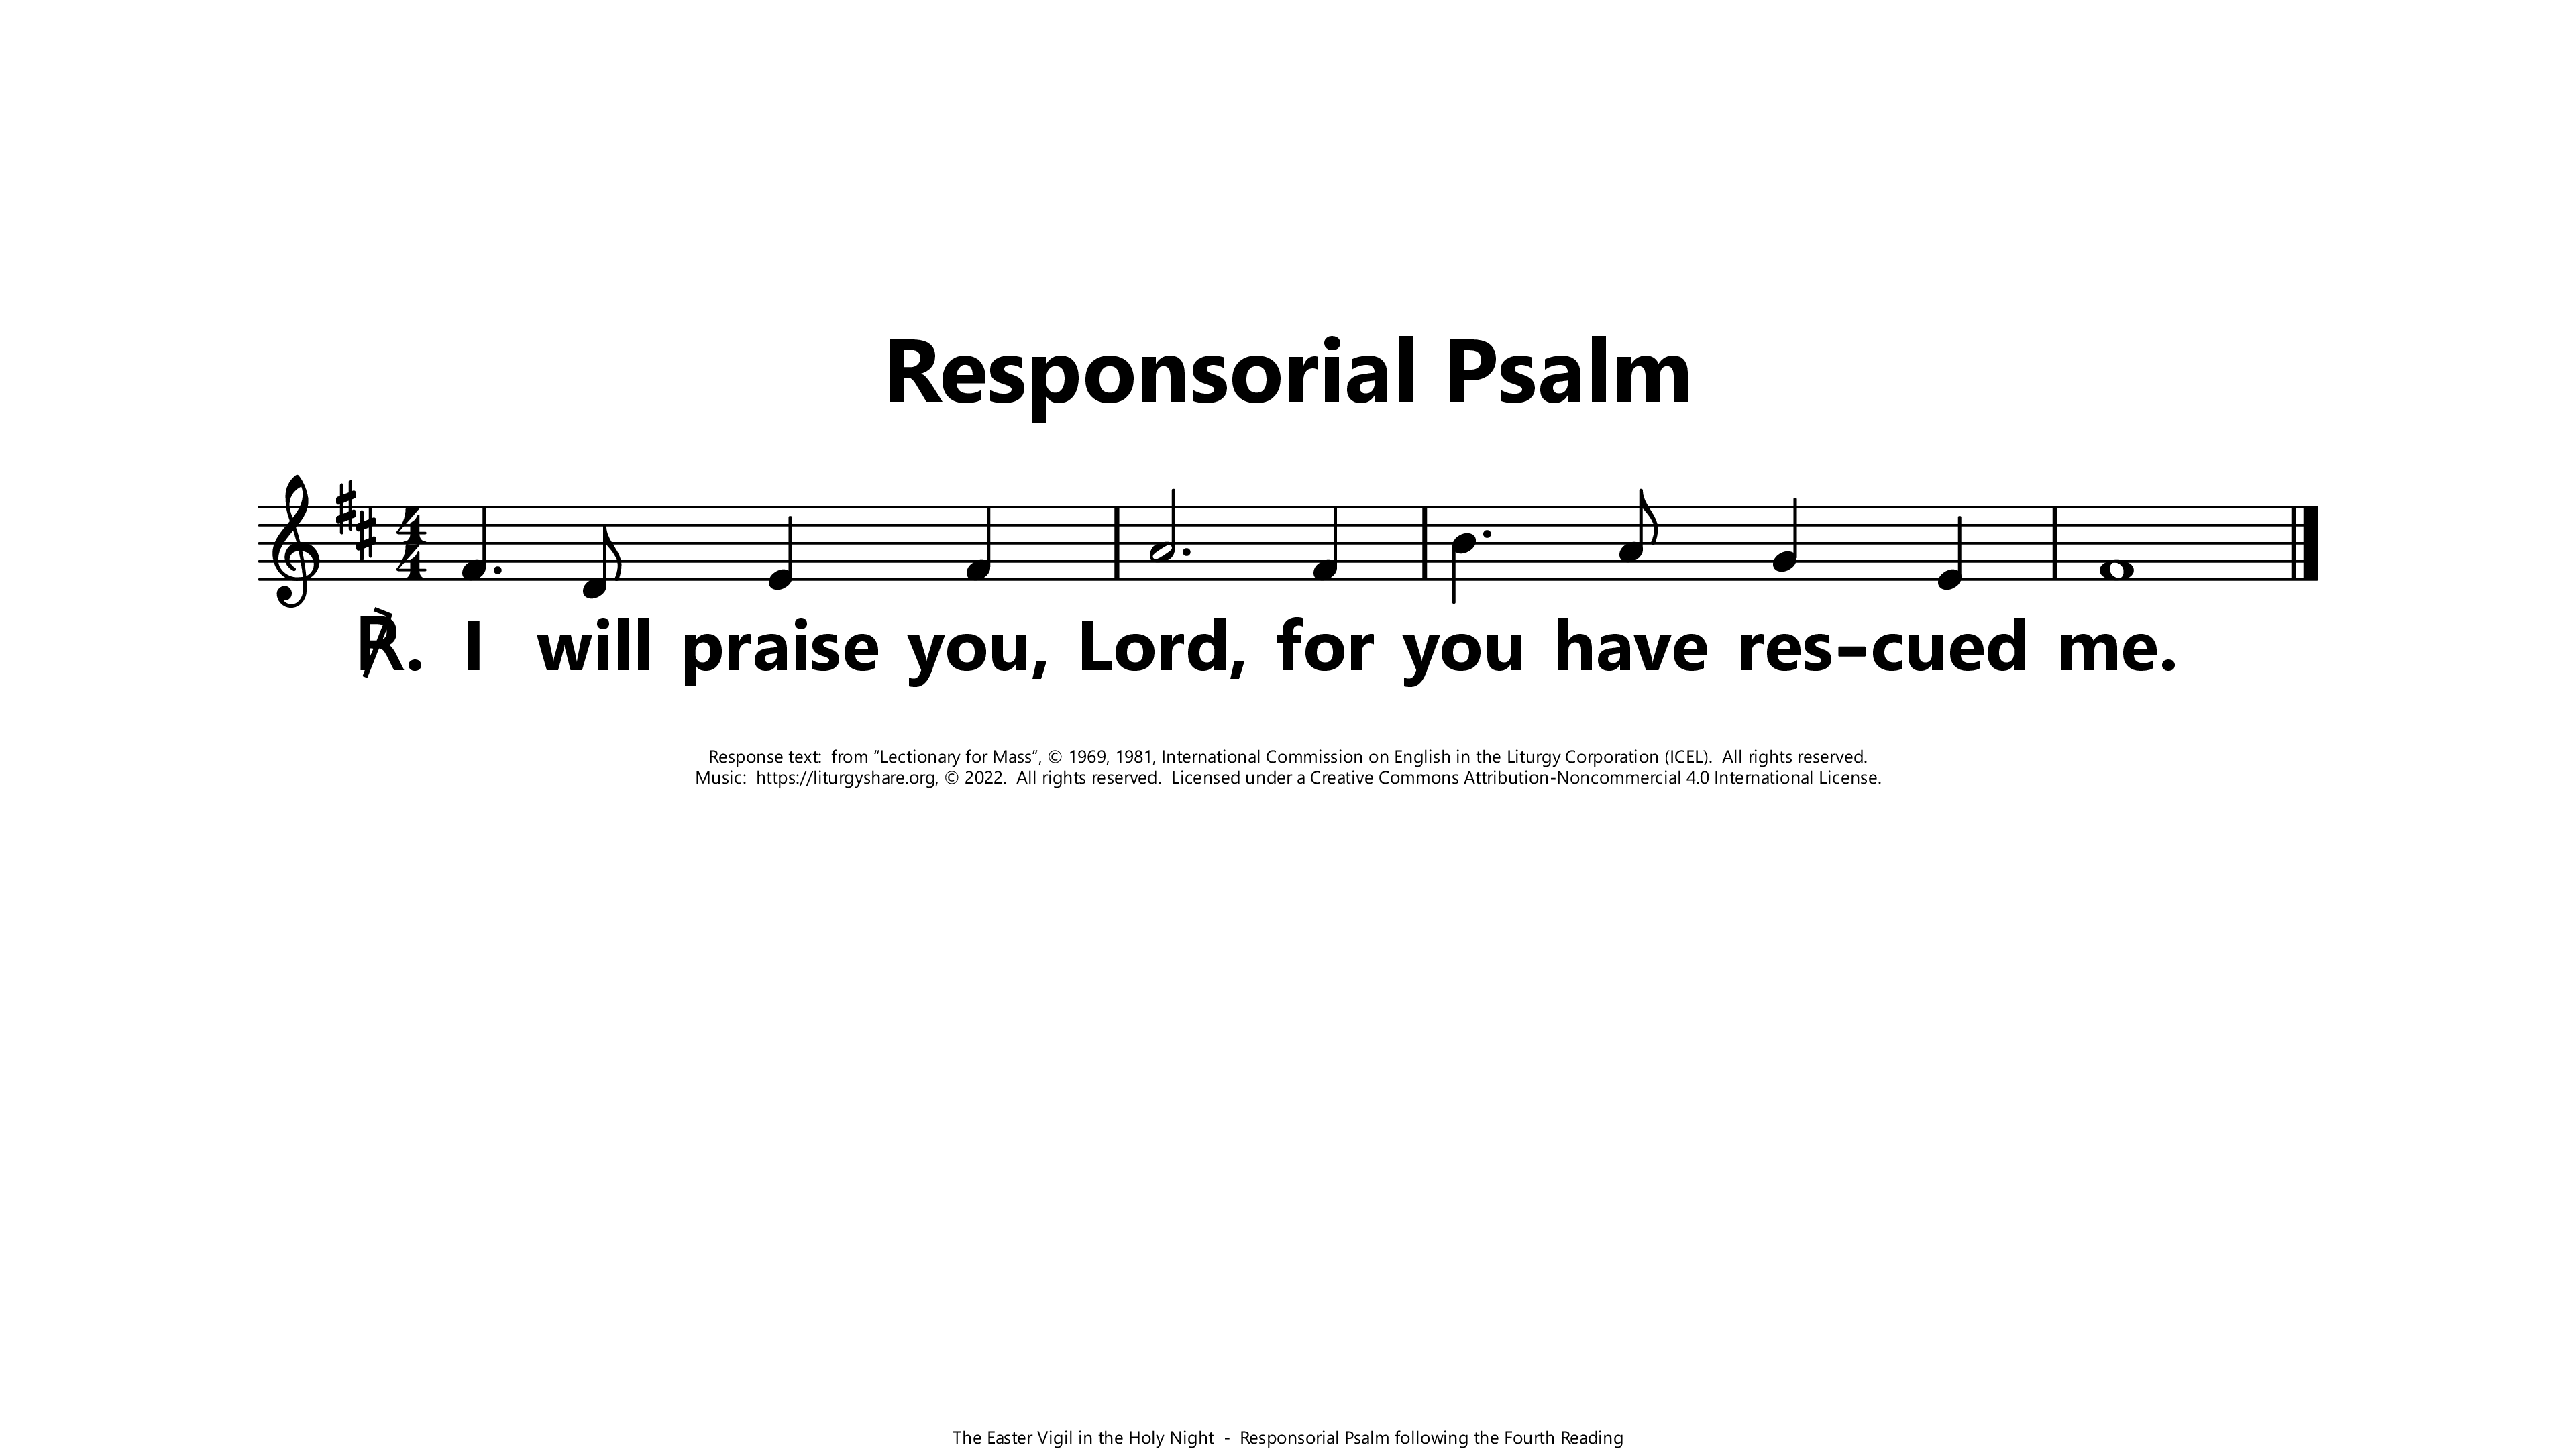 Responsorial Psalm
4
4
℟. I will praise you, Lord, for you have res-cued me.
Response text:  from “Lectionary for Mass”, © 1969, 1981, International Commission on English in the Liturgy Corporation (ICEL).  All rights reserved.
Music:  https://liturgyshare.org, © 2022.  All rights reserved.  Licensed under a Creative Commons Attribution-Noncommercial 4.0 International License.
The Easter Vigil in the Holy Night  -  Responsorial Psalm following the Fourth Reading